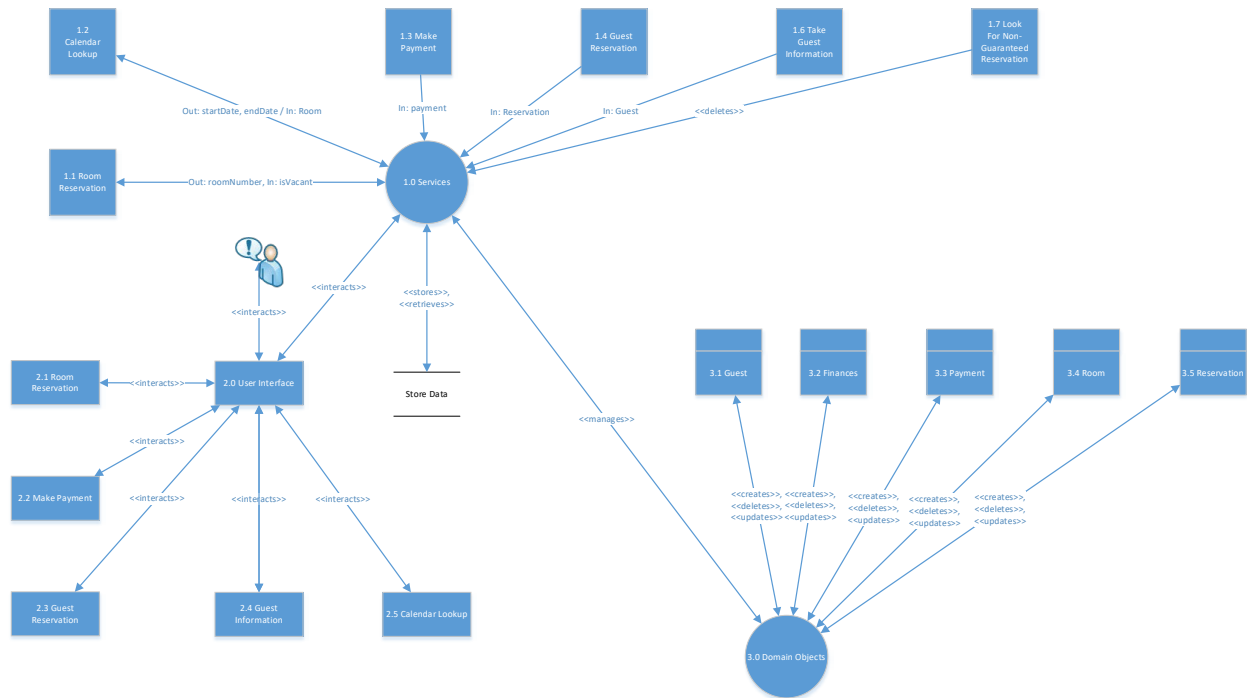 1.2
Calendar
Lookup
1.3 Make
Payment
1.4 Guest
Reservation
1.6 Take
Guest
Information
1.7 Look
For Non-
Guaranteed
Reservation
Out: startDate, endDate / In: Room
In: payment
In: Reservation
In: Guest
<<deletes>>
1.1 Room
Reservation
Out: roomNumber, In: isVacant
1.0 Services
!
<<interacts>>
<<interacts>>
<<stores>>,
<<retrieves>>
2.1 Room
Reservation
<<interacts>>
2.0 User Interface
Store Data
3.1 Guest
3.2 Finances
3.3 Payment
3.4 Room
3.5 Reservation
<<manages>>
<<interacts>>
2.2 Make Payment
<<interacts>>
<<interacts>>
<<interacts>>
<<creates>>,
<<deletes>>,
<<updates>>
<<creates>>,
<<deletes>>,
<<updates>>
<<creates>>,
<<deletes>>,
<<updates>>
<<creates>>,
<<deletes>>,
<<updates>>
<<creates>>,
<<deletes>>,
<<updates>>
2.3 Guest
Reservation
2.4 Guest
Information
2.5 Calendar Lookup
3.0 Domain Objects